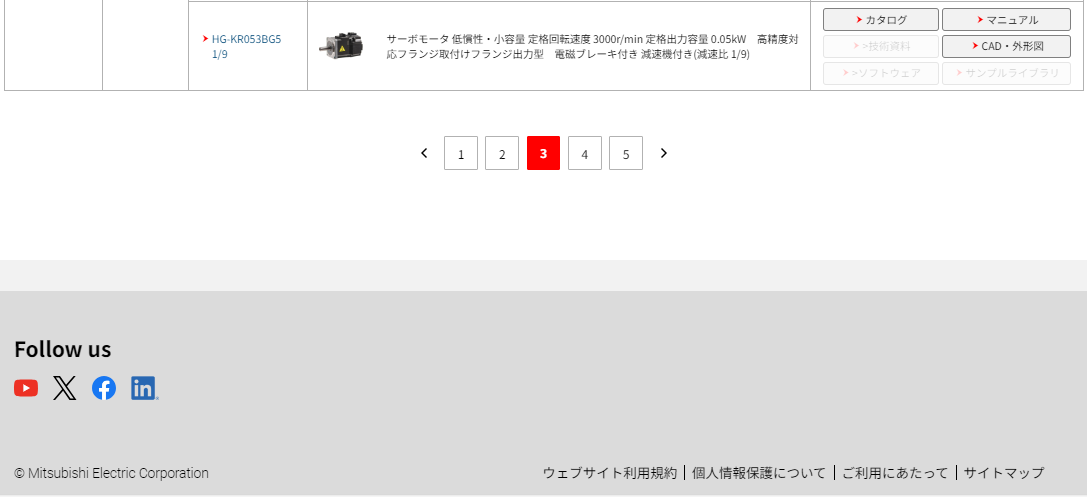 HG-KR053BG5
1/9
サーボモータ 低慣性・小容量 定格回転速度 3000r/min 定格出力容量 0.05kW　高精度対
応フランジ取付けフランジ出力型　電磁ブレーキ付き 減速機付き(減速比 1/9)
カタログ
マニュアル
>技術資料
CAD・外形図
>ソフトウェア
サンプルライブラリ
1 2 3 4 5
Follow us
© Mitsubishi Electric Corporation
ウェブサイト利用規約 | 個人情報保護について | ご利用にあたって | サイトマップ